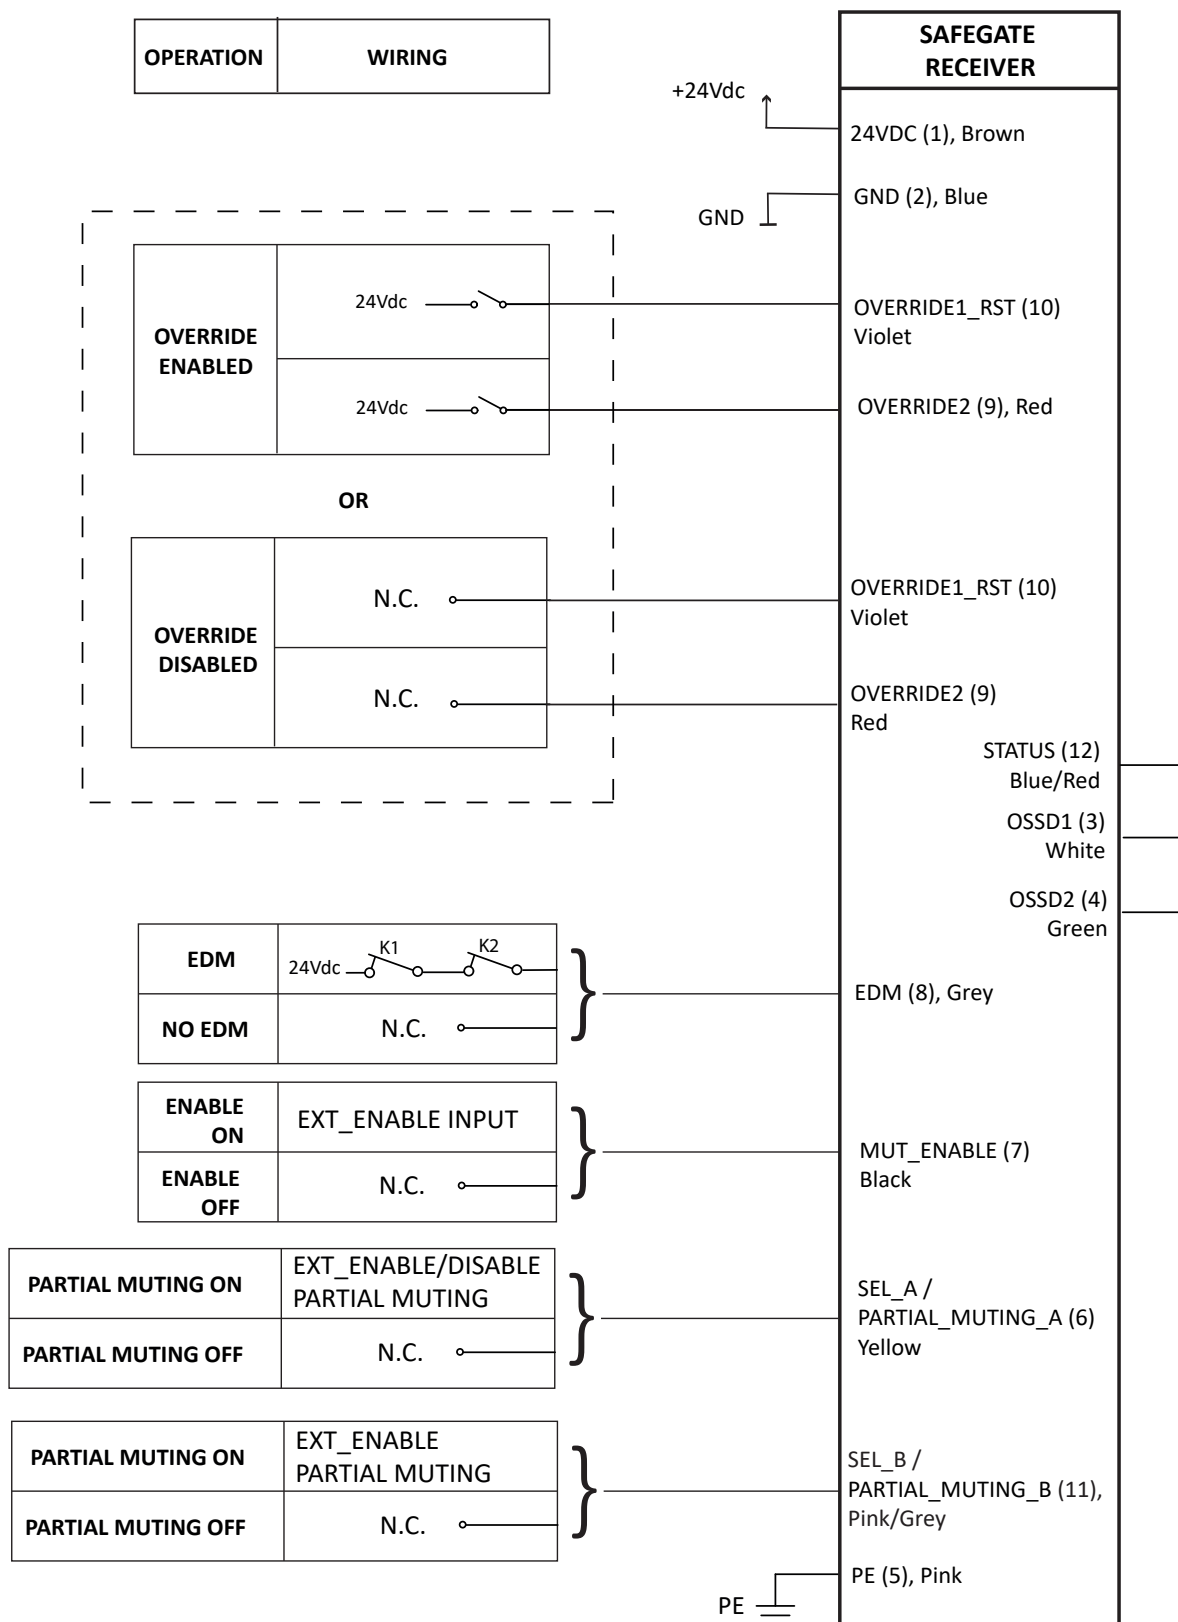 OPERATION
WIRING
SAFEGATE
RECEIVER
+24Vdc
24VDC (1), Brown
GND
GND (2), Blue
OVERRIDE
ENABLED
24Vdc
24Vdc
OVERRIDE1_RST (10)
Violet
OVERRIDE2 (9), Red
OR
OVERRIDE
DISABLED
N.C.
N.C.
OVERRIDE1_RST (10)
Violet
OVERRIDE2 (9)
Red
STATUS (12)
Blue/Red
OSSD1 (3)
White
OSSD2 (4)
Green
EDM
24Vdc
K1
K2
NO EDM
N.C.
EDM (8), Grey
ENABLE
ON
EXT_ENABLE INPUT
ENABLE
OFF
N.C.
MUT_ENABLE (7)
Black
PARTIAL MUTING ON
EXT_ENABLE/DISABLE
PARTIAL MUTING
PARTIAL MUTING OFF
N.C.
SEL_A /
PARTIAL_MUTING_A (6)
Yellow
PARTIAL MUTING ON
EXT_ENABLE
PARTIAL MUTING
PARTIAL MUTING OFF
N.C.
SEL_B /
PARTIAL_MUTING_B (11),
Pink/Grey
PE
PE (5), Pink